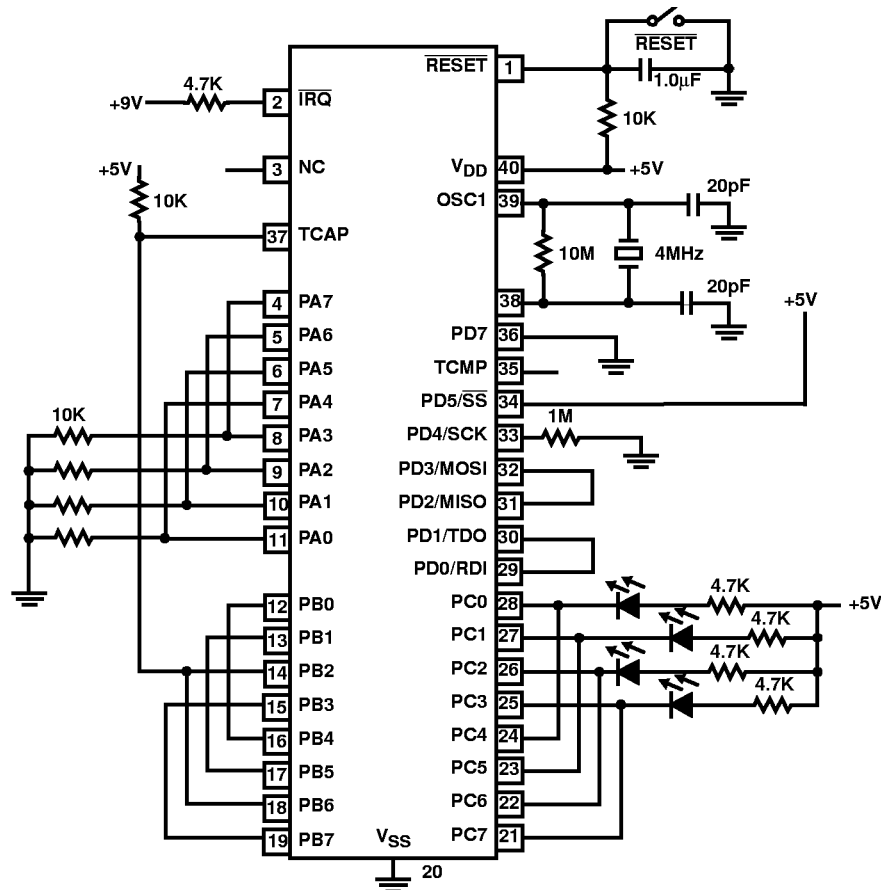 RESET
RESET
1
1.0μF
4.7K
+9V
2
IRQ
10K
+5V
3
NC
VDD
40
+5V
10K
OSC1
39
20pF
37
TCAP
10M
4MHz
4
PA7
38
20pF
+5V
5
PA6
PD7
36
6
PA5
TCMP
35
7
PA4
PD5/SS
34
10K
8
PA3
PD4/SCK
33
1M
9
PA2
PD3/MOSI
32
10
PA1
PD2/MISO
31
11
PA0
PD1/TDO
30
PD0/RDI
29
12
PB0
PC0
28
4.7K
+5V
13
PB1
PC1
27
4.7K
14
PB2
PC2
26
4.7K
15
PB3
PC3
25
4.7K
16
PB4
PC4
24
17
PB5
PC5
23
18
PB6
PC6
22
19
PB7
PC7
21
VSS
20